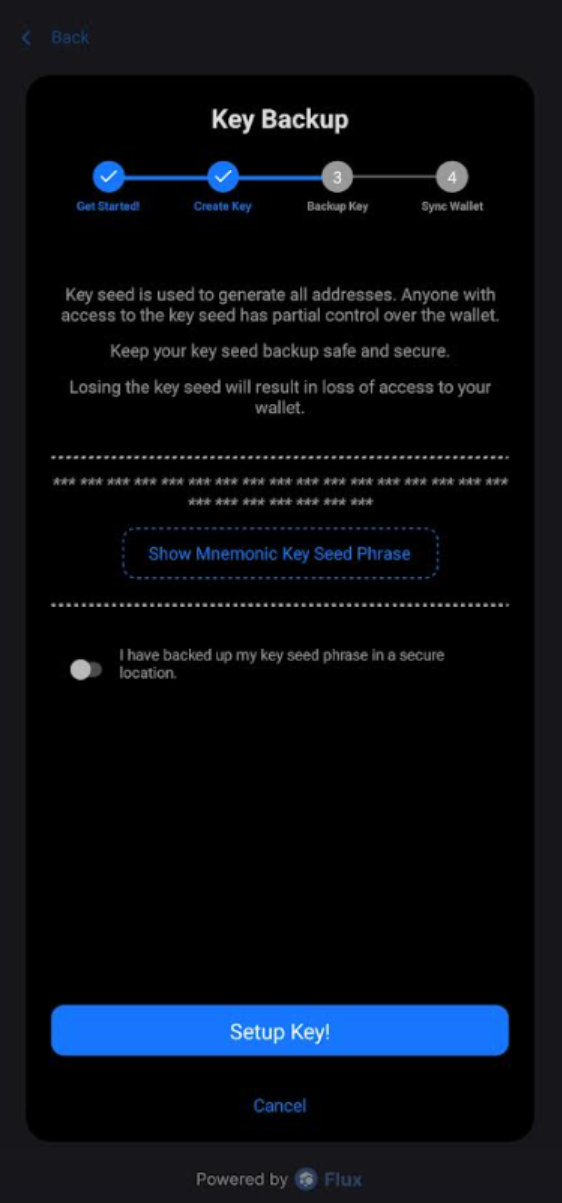 Back
Key Backup
3
4
Get Started!
Create Key
Backup Key
Sync Wallet
Key seed is used to generate all addresses. Anyone with
access to the key seed has partial control over the wallet.
Keep your key seed backup safe and secure.
Losing the key seed will result in loss of access to your
wallet.
*** *** *** *** *** *** *** *** *** *** *** *** *** *** *** *** ***
*** *** *** *** *** *** ***
Show Mnemonic Key Seed Phrase
I have backed up my key seed phrase in a secure
location.
Setup Key!
Cancel
Powered by Flux